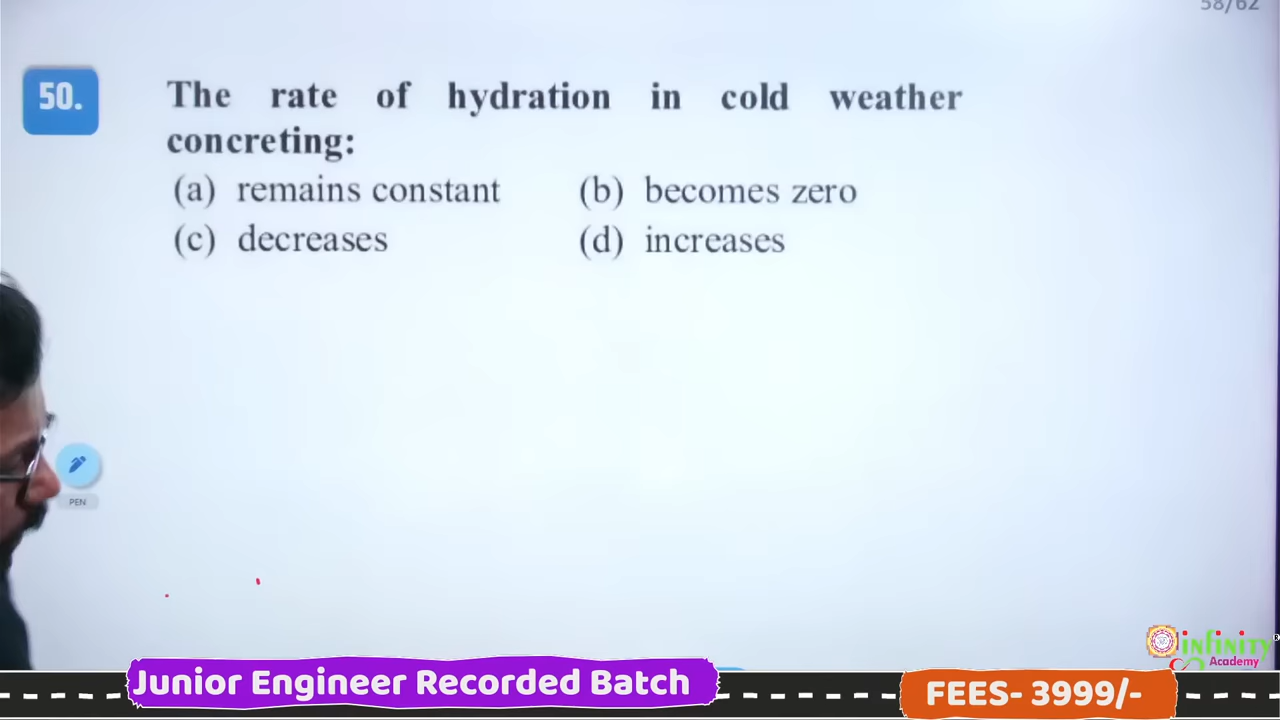 58/62
50.
The rate of hydration in cold weather
concreting:
(a) remains constant (b) becomes zero
(c) decreases (d) increases
PEN
infinity
Academy
Junior Engineer Recorded Batch
FEES- 3999/-